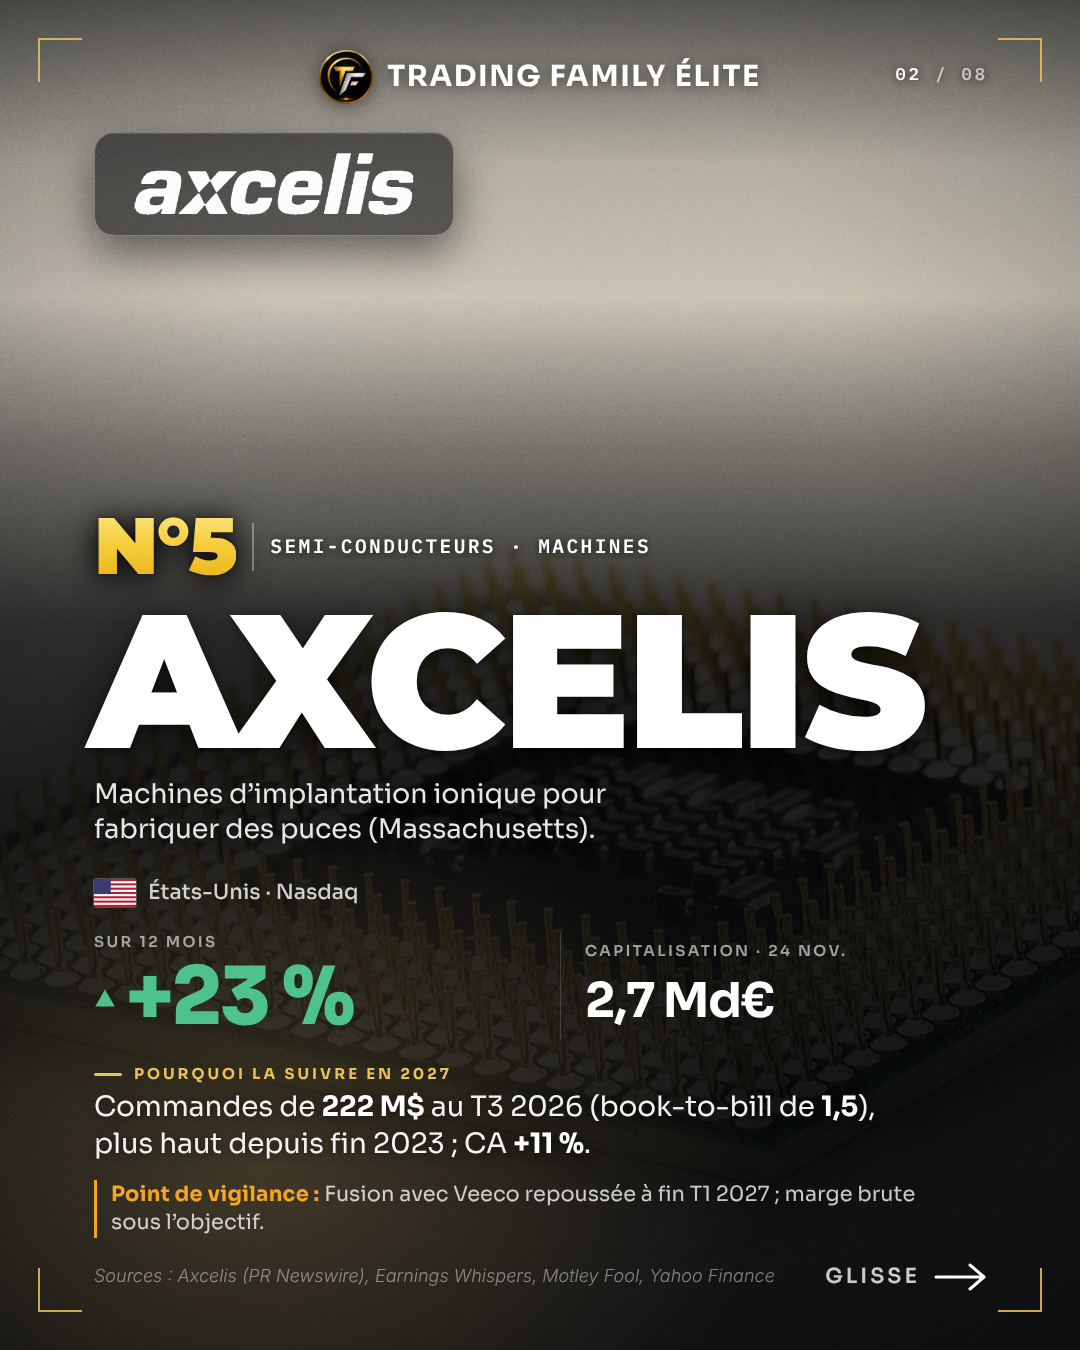 TF TRADING FAMILY ÉLITE
02 / 08
axcelis
N°5
SEMI-CONDUCTEURS · MACHINES
AXCELIS
Machines d’implantation ionique pour
fabriquer des puces (Massachusetts).
États-Unis · Nasdaq
SUR 12 MOIS
▲ +23 %
CAPITALISATION · 24 NOV.
2,7 Md€
POURQUOI LA SUIVRE EN 2027
Commandes de 222 M$ au T3 2026 (book-to-bill de 1,5),
plus haut depuis fin 2023 ; CA +11 %.
Point de vigilance : Fusion avec Veeco repoussée à fin T1 2027 ; marge brute
sous l’objectif.
Sources : Axcelis (PR Newswire), Earnings Whispers, Motley Fool, Yahoo Finance
GLISSE →